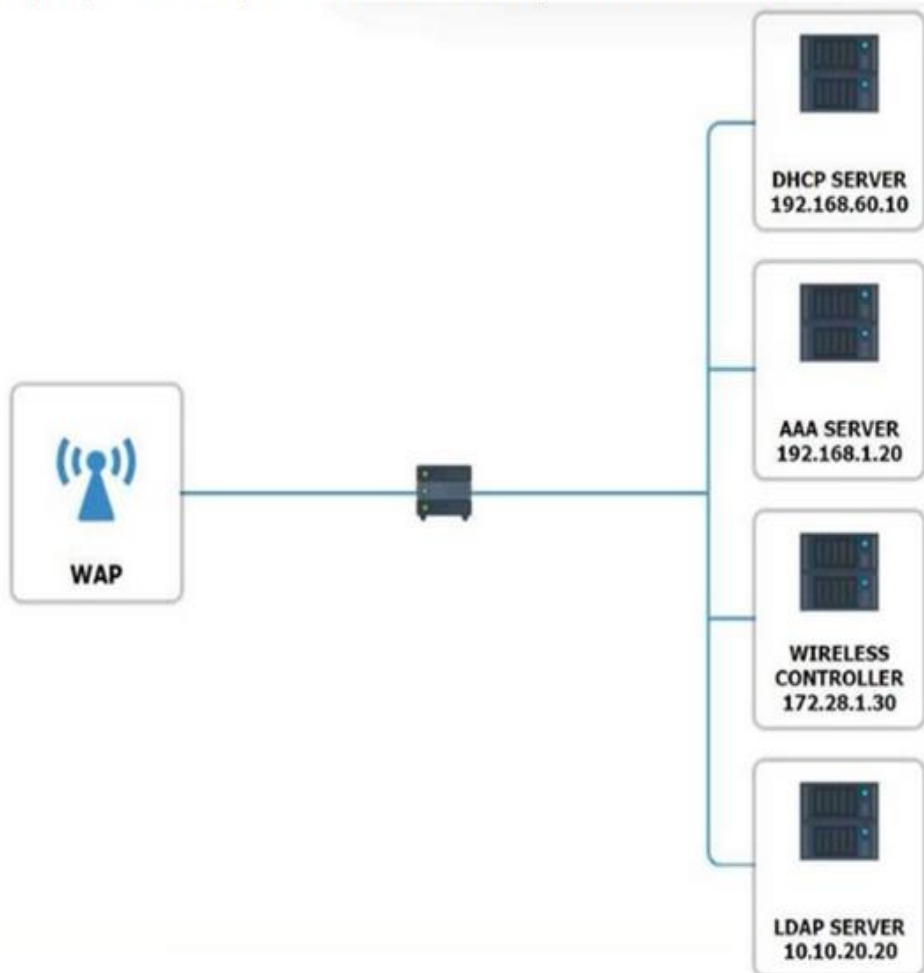 DHCP SERVER
192.168.60.10
AAA SERVER
192.168.1.20
WAP
WIRELESS
CONTROLLER
172.28.1.30
LDAP SERVER
10.10.20.20